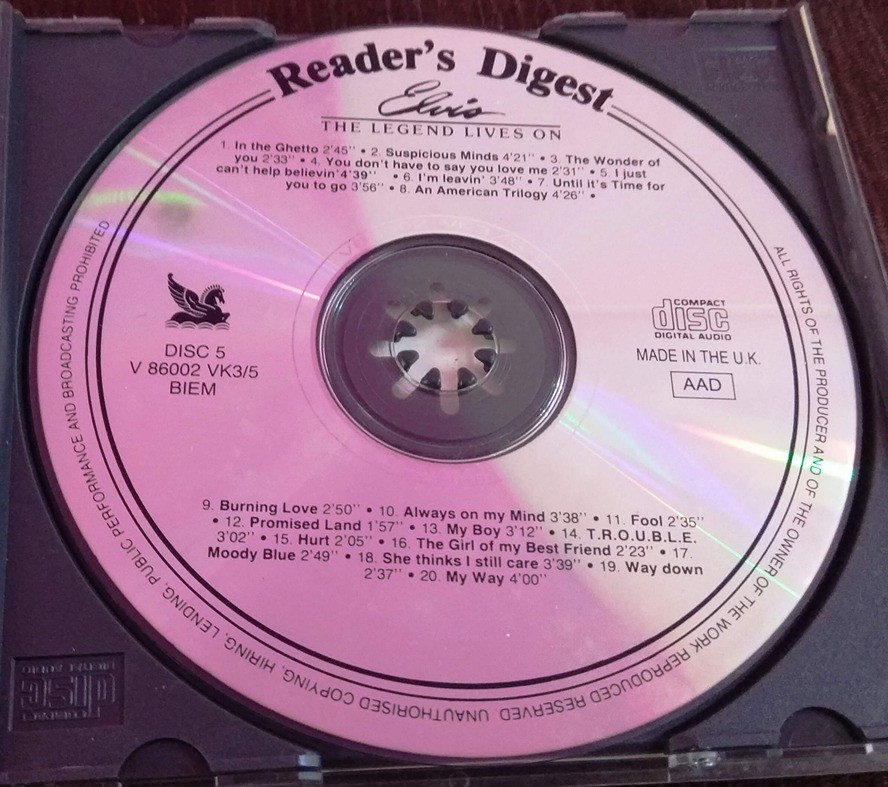 Reader's Digest
Elvis
THE LEGEND LIVES ON
1. In the Ghetto 2'45'' • 2. Suspicious Minds 4'21'' • 3. The Wonder of
you 2'33'' • 4. You don't have to say you love me 2'31'' • 5. I just
can't help believin' 4'39'' • 6. I'm leavin' 3'48'' • 7. Until it's Time for
you to go 3'56'' • 8. An American Trilogy 4'26'' •
DISC 5
V 86002 VK3/5
BIEM
COMPACT
disc
DIGITAL AUDIO
MADE IN THE U.K.
AAD
9. Burning Love 2'50'' • 10. Always on my Mind 3'38'' • 11. Fool 2'35''
• 12. Promised Land 1'57'' • 13. My Boy 3'12'' • 14. T.R.O.U.B.L.E.
3'02'' • 15. Hurt 2'05'' • 16. The Girl of my Best Friend 2'23'' • 17.
Moody Blue 2'49'' • 18. She thinks I still care 3'39'' • 19. Way down
2'37'' • 20. My Way 4'00''
ALL RIGHTS OF THE PRODUCER AND OF THE OWNER OF THE WORK REPRODUCED RESERVED UNAUTHORISED COPYING, HIRING, LENDING, PUBLIC PERFORMANCE AND BROADCASTING PROHIBITED
COMPACT
disc
DIGITAL AUDIO